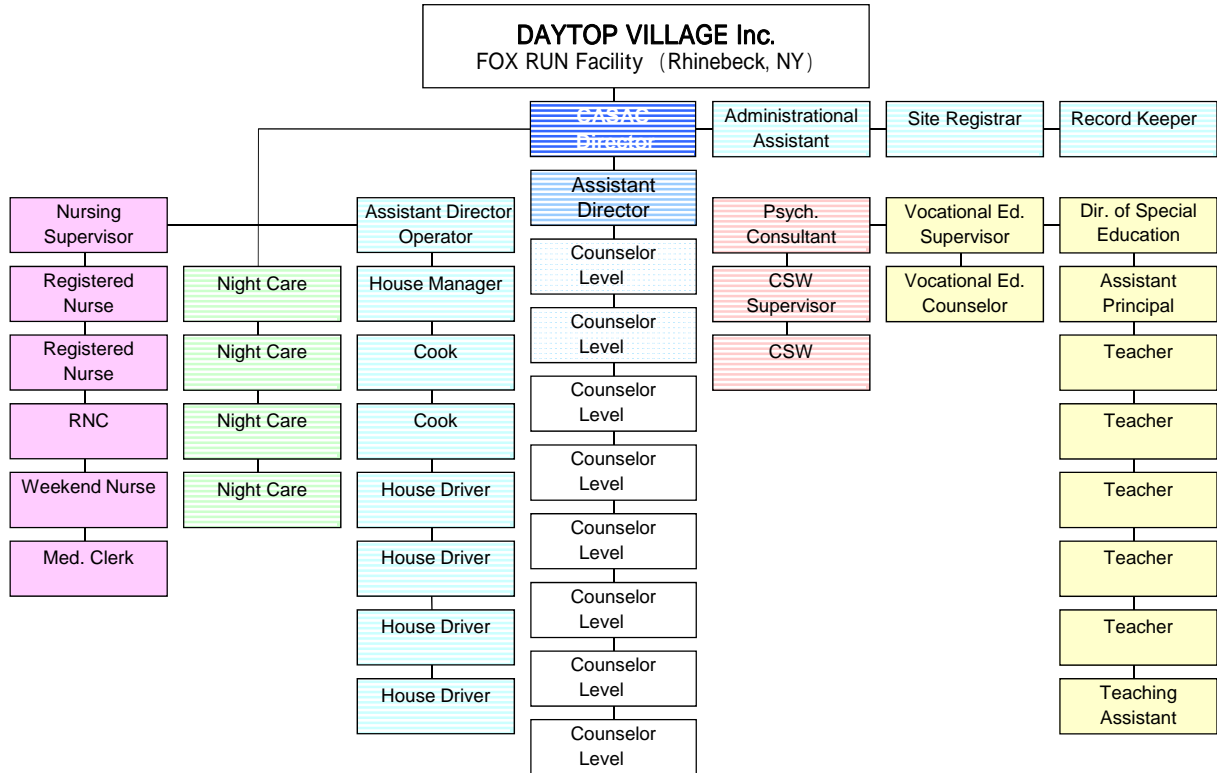 DAYTOP VILLAGE Inc.
FOX RUN Facility (Rhinebeck, NY)
CASAC
Director
Administrational
Assistant
Site Registrar
Record Keeper
Assistant
Director
Nursing
Supervisor
Assistant Director
Operator
Psych.
Consultant
Vocational Ed.
Supervisor
Dir. of Special
Education
Counselor
Level
Registered
Nurse
Night Care
House Manager
CSW
Supervisor
Vocational Ed.
Counselor
Assistant
Principal
Counselor
Level
Registered
Nurse
Night Care
Cook
CSW
Teacher
Counselor
Level
RNC
Night Care
Cook
Teacher
Counselor
Level
Weekend Nurse
Night Care
House Driver
Teacher
Counselor
Level
Med. Clerk
House Driver
Teacher
Counselor
Level
House Driver
Teacher
Counselor
Level
House Driver
Teaching
Assistant
Counselor
Level